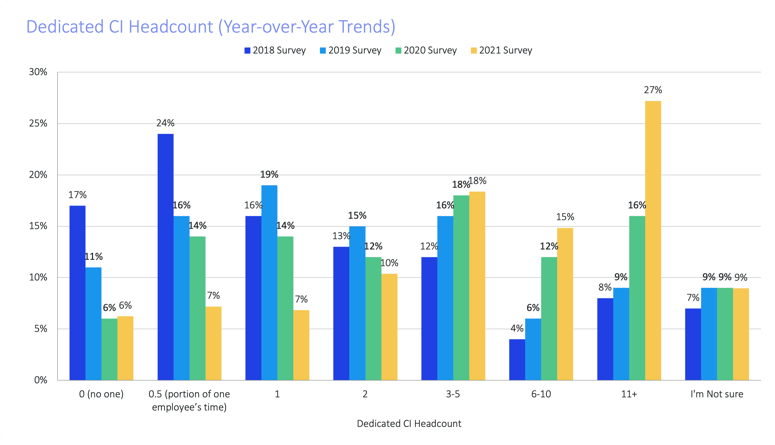 Dedicated CI Headcount (Year-over-Year Trends)
2018 Survey 2019 Survey 2020 Survey 2021 Survey
30%
25%
20%
15%
10%
5%
0%
17% 11% 6% 6%
24% 16% 14% 7%
16% 19% 14% 7%
13% 15% 12% 10%
12% 16% 18% 18%
4% 6% 12% 15%
8% 9% 16% 27%
7% 9% 9% 9%
0 (no one) 0.5 (portion of one 1 2 3-5 6-10 11+ I'm Not sure
employee's time)
Dedicated CI Headcount